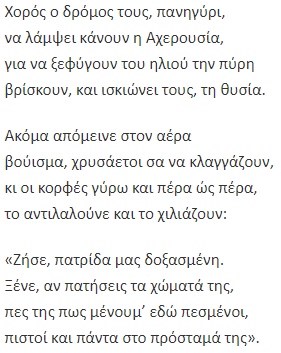 Χορός ο δρόμος τους, πανηγύρι,
να λάμψει κάνουν η Αχερουσία,
για να ξεφύγουν του ηλιού την πύρη
βρίσκουν, και ισκιώνει τους, τη θυσία.
Ακόμα απόμεινε στον αέρα
βούισμα, χρυσάετοι σα να κλαγγάζουν,
κι οι κορφές γύρω και πέρα ώς πέρα,
το αντιλαλούνε και το χιλιάζουν:
«Ζήσε, πατρίδα μας δοξασμένη.
Ξένε, αν πατήσεις τα χώματά της,
πες της πως μένουμ’ εδώ πεσμένοι,
πιστοί και πάντα στο πρόσταμά της».